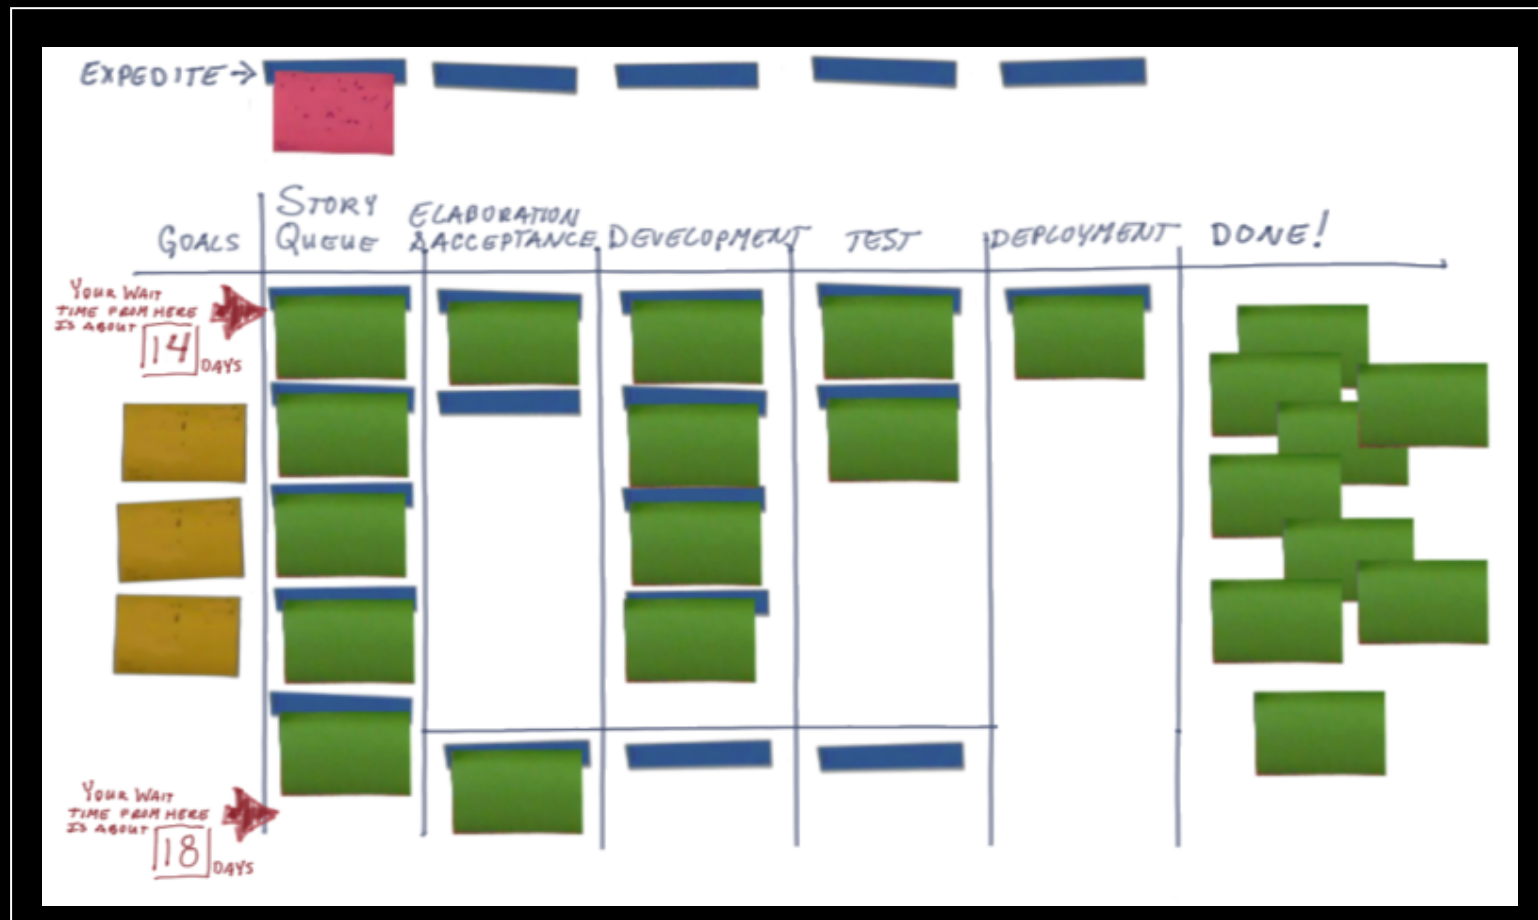 EXPEDITE →
STORY
QUEUE
ELABORATION
& ACCEPTANCE
GOALS
DEVELOPMENT
TEST
DEPLOYMENT
DONE!
YOUR WAIT
TIME FROM HERE
IS ABOUT
14
DAYS
YOUR WAIT
TIME FROM HERE
IS ABOUT
18
DAYS